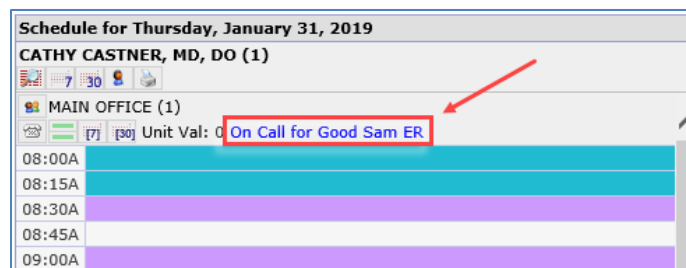 Schedule for Thursday, January 31, 2019
CATHY CASTNER, MD, DO (1)
7 30
MAIN OFFICE (1)
[7] [30] Unit Val: 0 On Call for Good Sam ER
08:00A
08:15A
08:30A
08:45A
09:00A